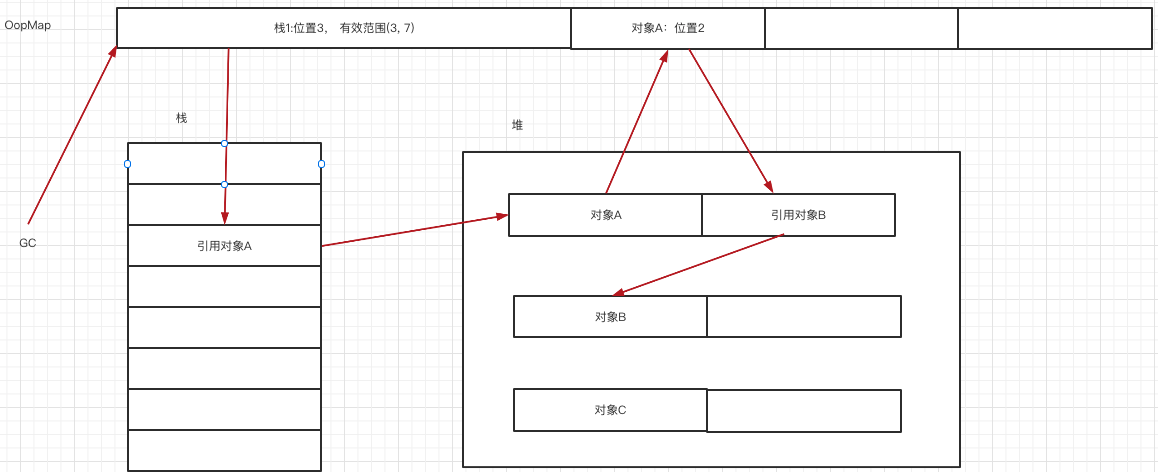 OopMap
栈1:位置3， 有效范围(3, 7)
对象A：位置2
栈
堆
对象A
引用对象B
GC
引用对象A
对象B
对象C